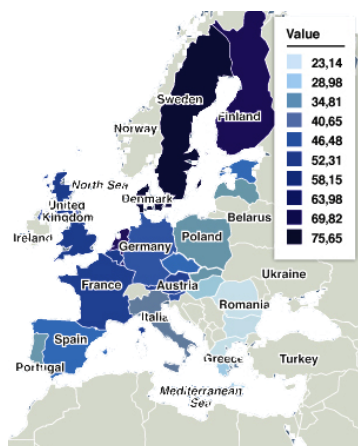 Value
23,14
28,98
34,81
40,65
46,48
52,31
58,15
63,98
69,82
75,65
Sweden
Finland
Norway
North Sea
Denmark
United
Kingdom
Ireland
Belarus
Poland
Germany
Ukraine
France
Austria
Romania
Italia
Spain
Portugal
Greece
Turkey
Mediterranean
Sea